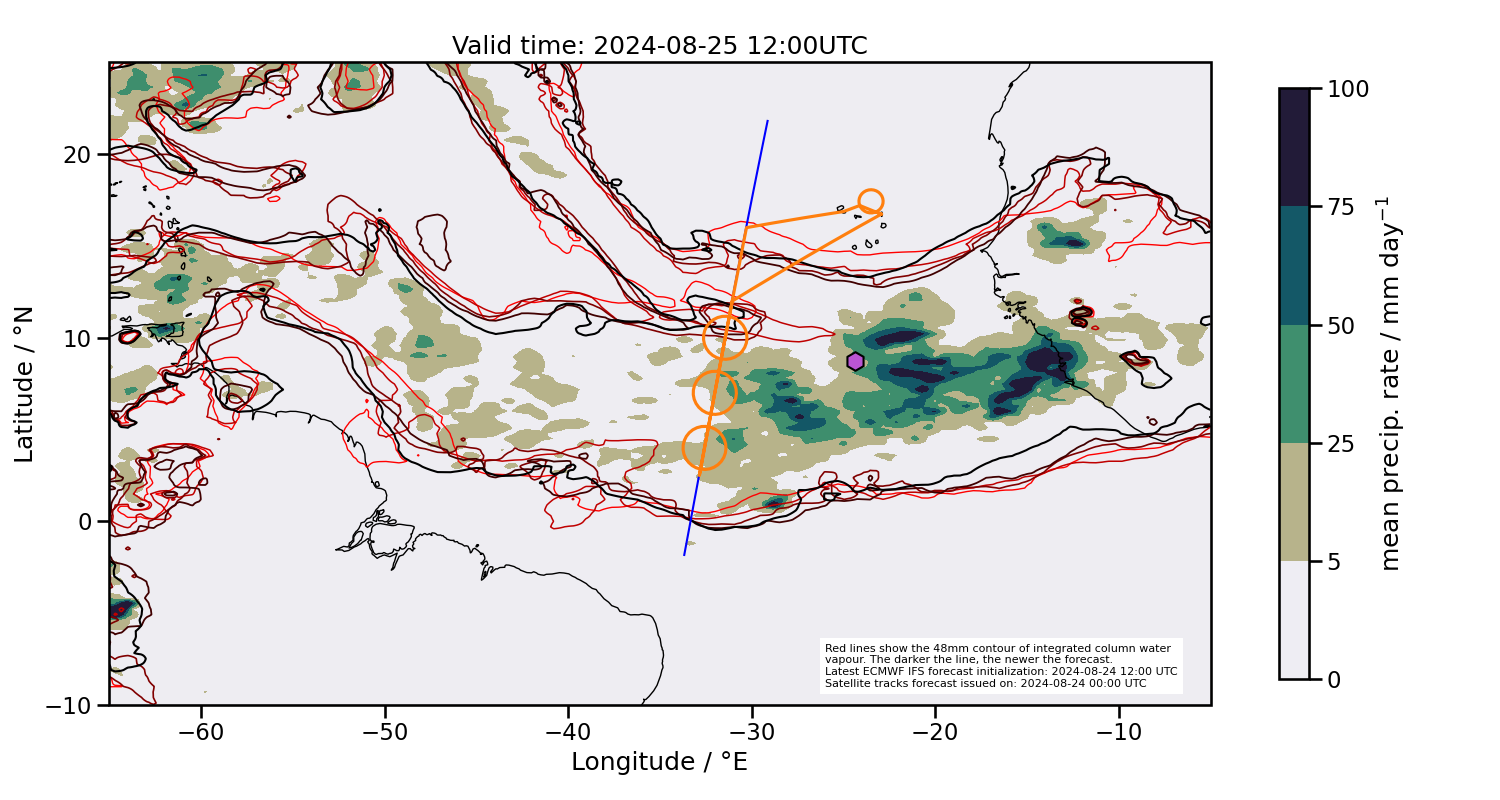 Valid time: 2024-08-25 12:00UTC
20
10
0
−10
Latitude / °N
−60
−50
−40
−30
−20
−10
Longitude / °E
Red lines show the 48mm contour of integrated column water
vapour. The darker the line, the newer the forecast.
Latest ECMWF IFS forecast initialization: 2024-08-24 12:00 UTC
Satellite tracks forecast issued on: 2024-08-24 00:00 UTC
100
75
50
25
5
0
mean precip. rate / mm day−1